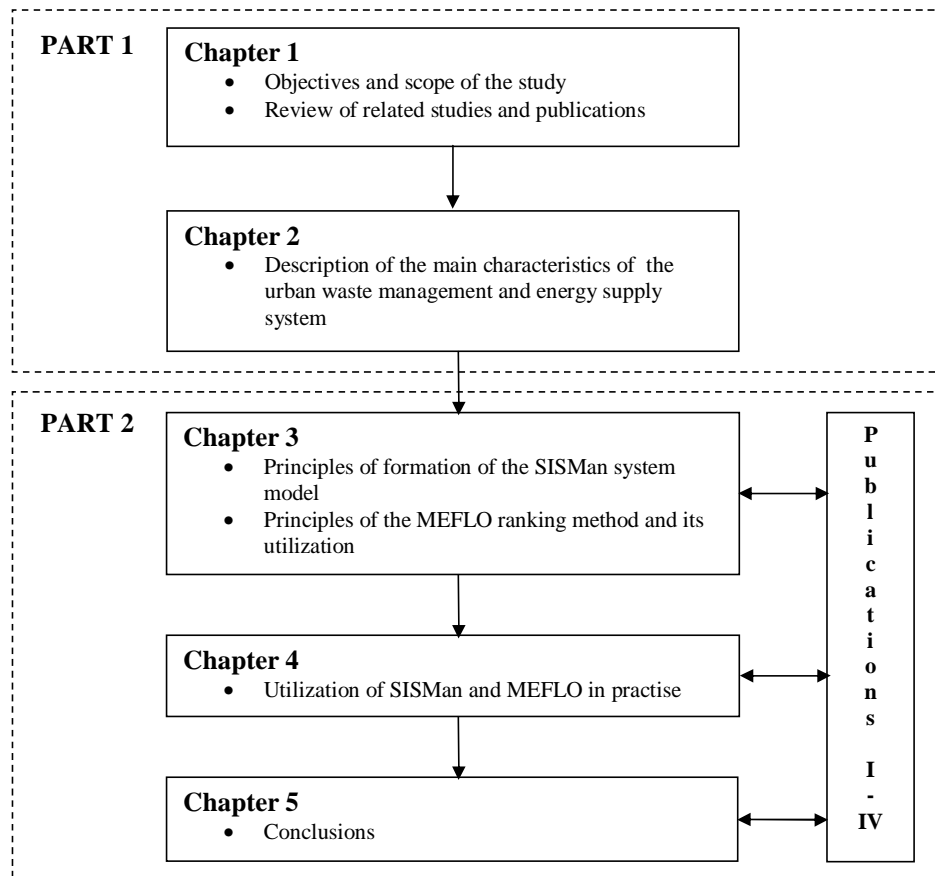 PART 1
Chapter 1
• Objectives and scope of the study
• Review of related studies and publications
Chapter 2
• Description of the main characteristics of the
urban waste management and energy supply
system
PART 2
Chapter 3
• Principles of formation of the SISMan system
model
• Principles of the MEFLO ranking method and its
utilization
Chapter 4
• Utilization of SISMan and MEFLO in practise
Chapter 5
• Conclusions
P
u
b
l
i
c
a
t
i
o
n
s
I
-
IV